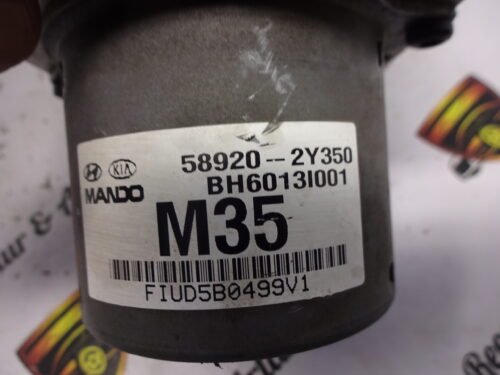 KIA
MANDO
58920--2Y350
BH6013I001
M35
FIUD5B0499V1